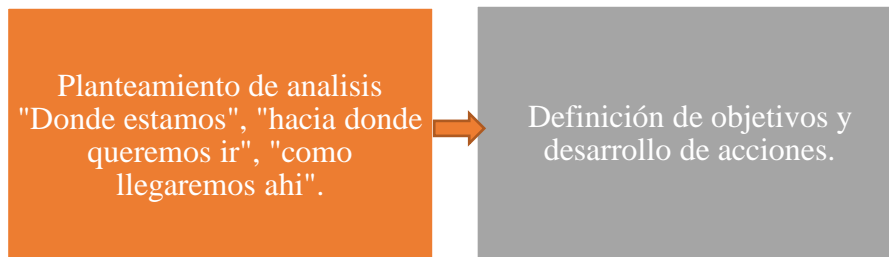 Planteamiento de analisis
"Donde estamos", "hacia donde
queremos ir", "como
llegaremos ahi".
Definición de objetivos y
desarrollo de acciones.